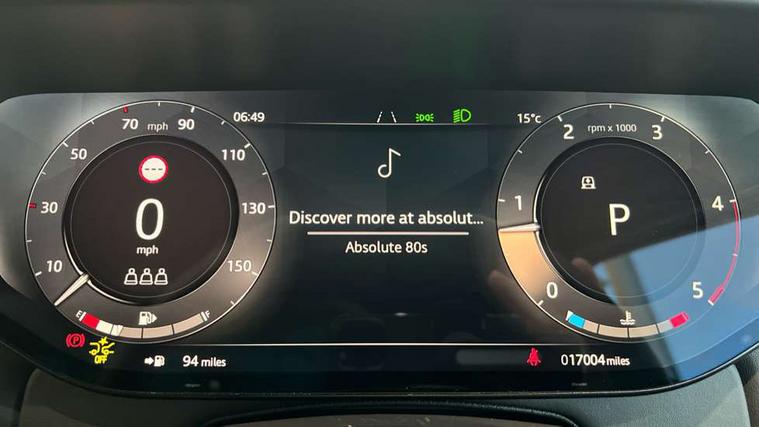 06:49
15°C
70 mph 90
50
110
30
130
10
150
0
mph
E
F
Discover more at absolut...
Absolute 80s
rpm x 1000
2
3
1
4
0
5
P
OFF
94 miles
017004 miles